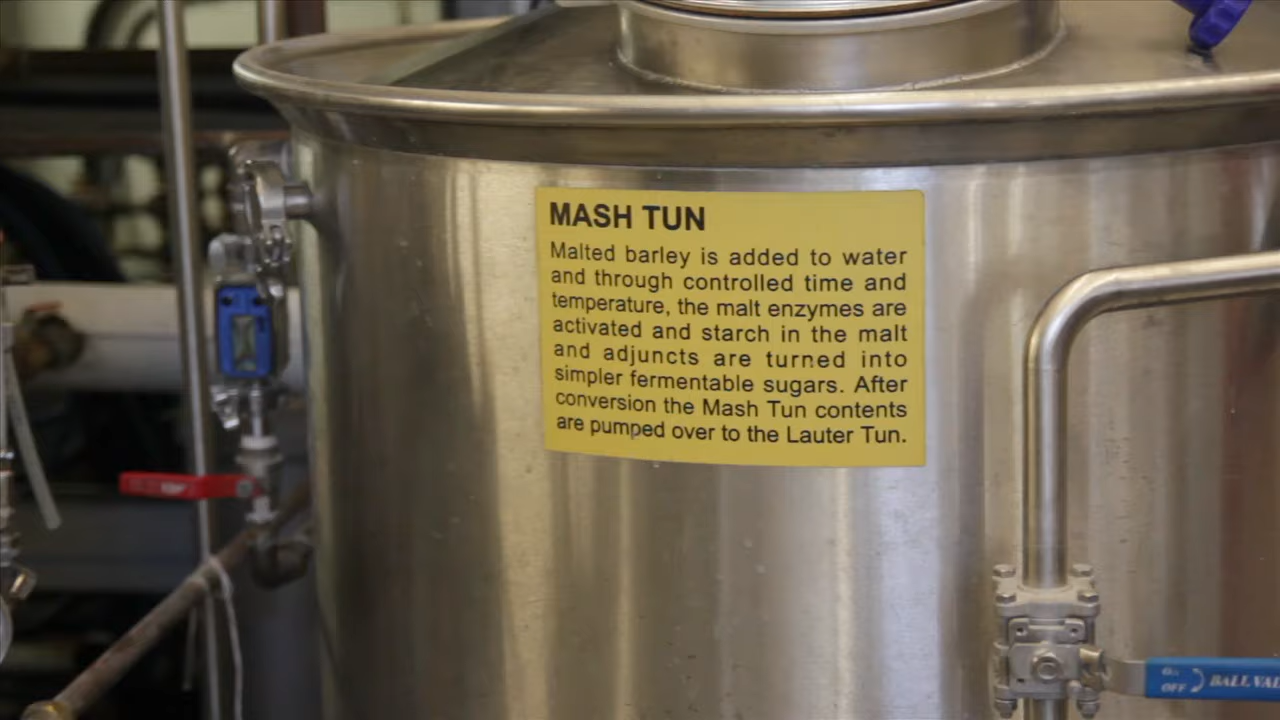 MASH TUN
Malted barley is added to water
and through controlled time and
temperature, the malt enzymes are
activated and starch in the malt
and adjuncts are turned into
simpler fermentable sugars. After
conversion the Mash Tun contents
are pumped over to the Lauter Tun.
OFF BALL VAL